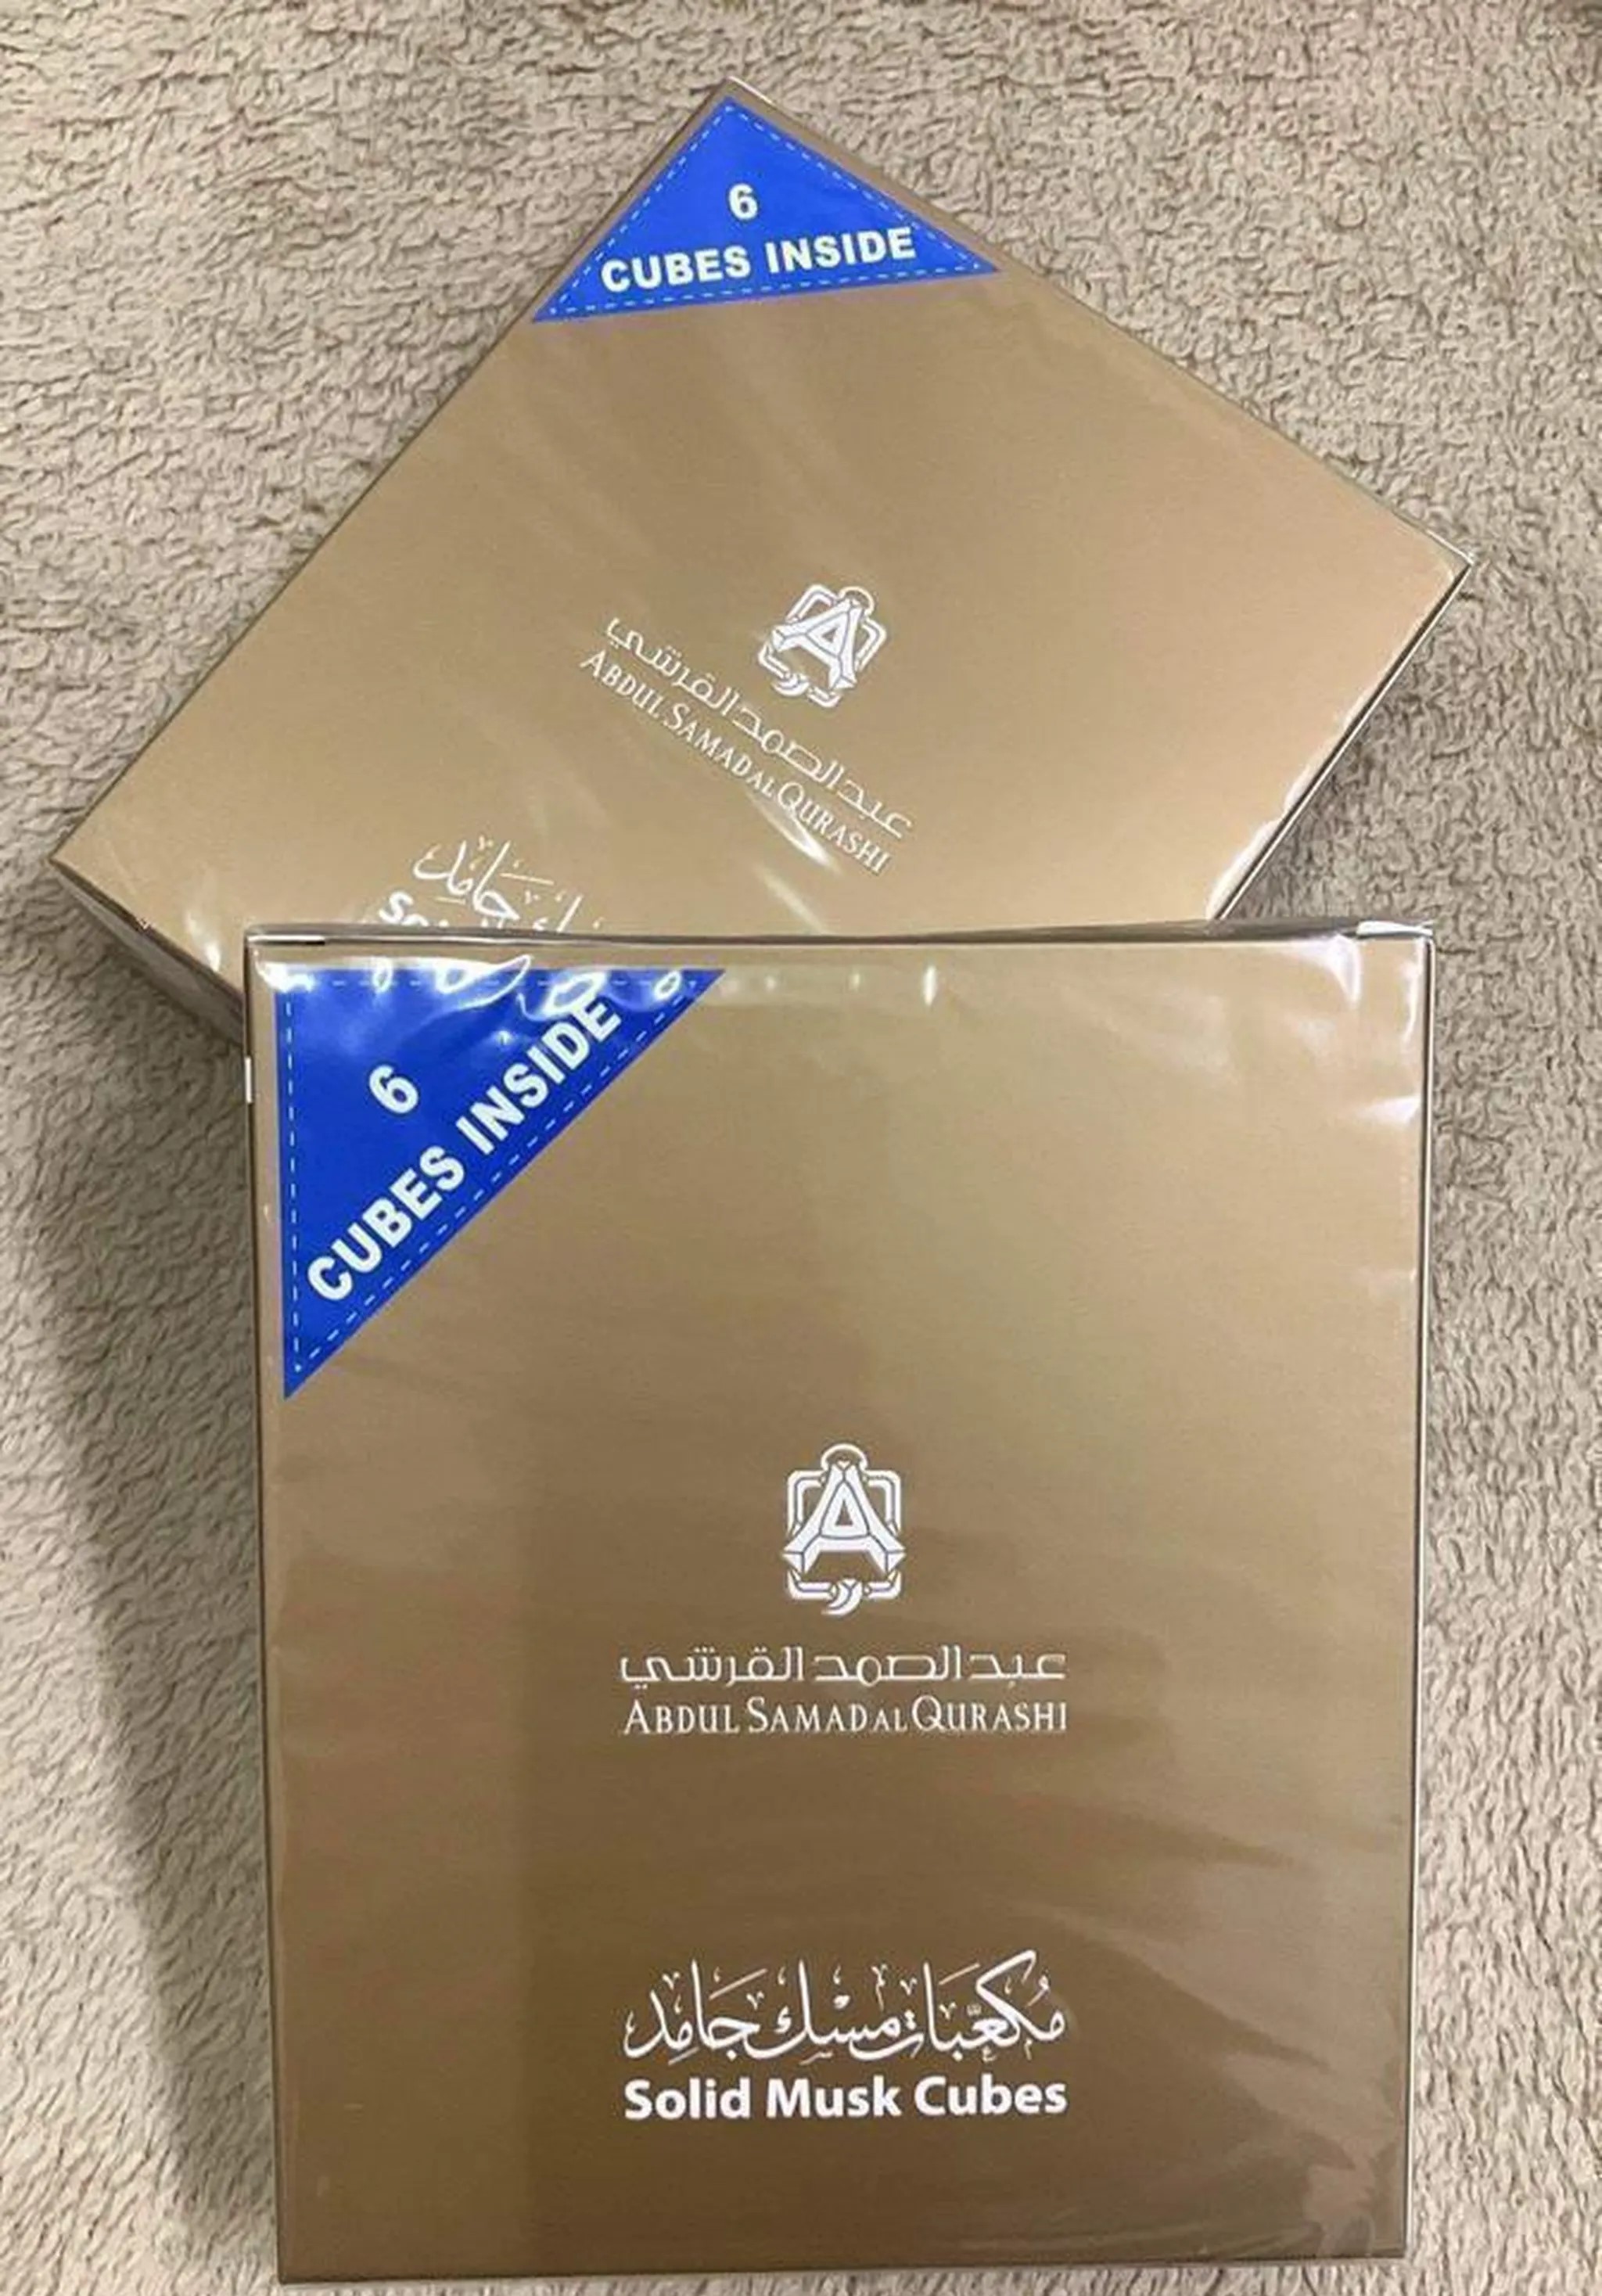 6
CUBES INSIDE
عبد الصمد القرشي
ABDUL SAMAD AL QURASHI
جامد
6
CUBES INSIDE
عبد الصمد القرشي
ABDUL SAMAD AL QURASHI
مكعبات مسك جامد
Solid Musk Cubes